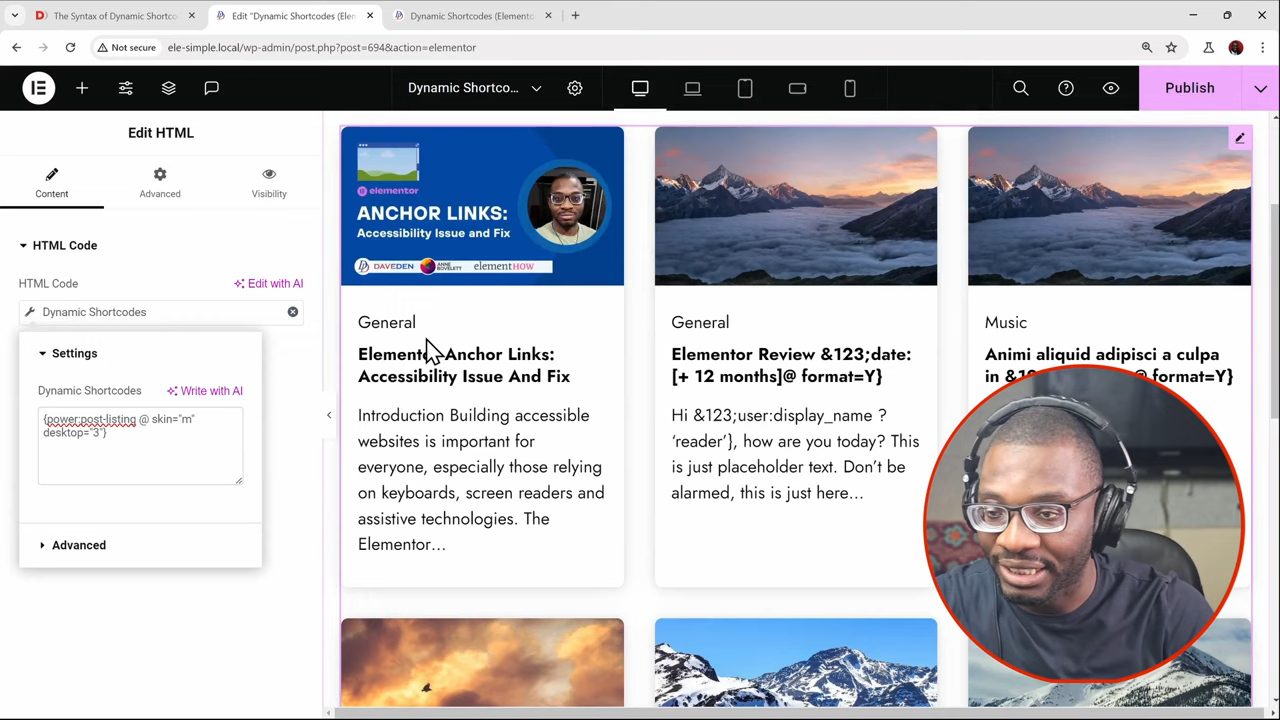 The Syntax of Dynamic Shortco
Edit "Dynamic Shortcodes (Elem
Dynamic Shortcodes (Elemento
Not secure
ele-simple.local/wp-admin/post.php?post=694&action=elementor
Dynamic Shortco...
Publish
Edit HTML
Content
Advanced
Visibility
HTML Code
HTML Code
Edit with AI
Dynamic Shortcodes
Settings
Dynamic Shortcodes
Write with AI
{power:post-listing @ skin="m"
desktop="3"}
Advanced
elementor
ANCHOR LINKS:
Accessibility Issue and Fix
DAVEDEN
ANNE
BOVELETT
elementHOW
General
Elementor Anchor Links:
Accessibility Issue And Fix
Introduction Building accessible
websites is important for
everyone, especially those relying
on keyboards, screen readers and
assistive technologies. The
Elementor…
General
Elementor Review &123;date:
[+ 12 months]@ format=Y}
Hi &123;user:display_name ?
‘reader’}, how are you today? This
is just placeholder text. Don’t be
alarmed, this is just here…
Music
Animi aliquid adipisci a culpa
in @ format=Y}